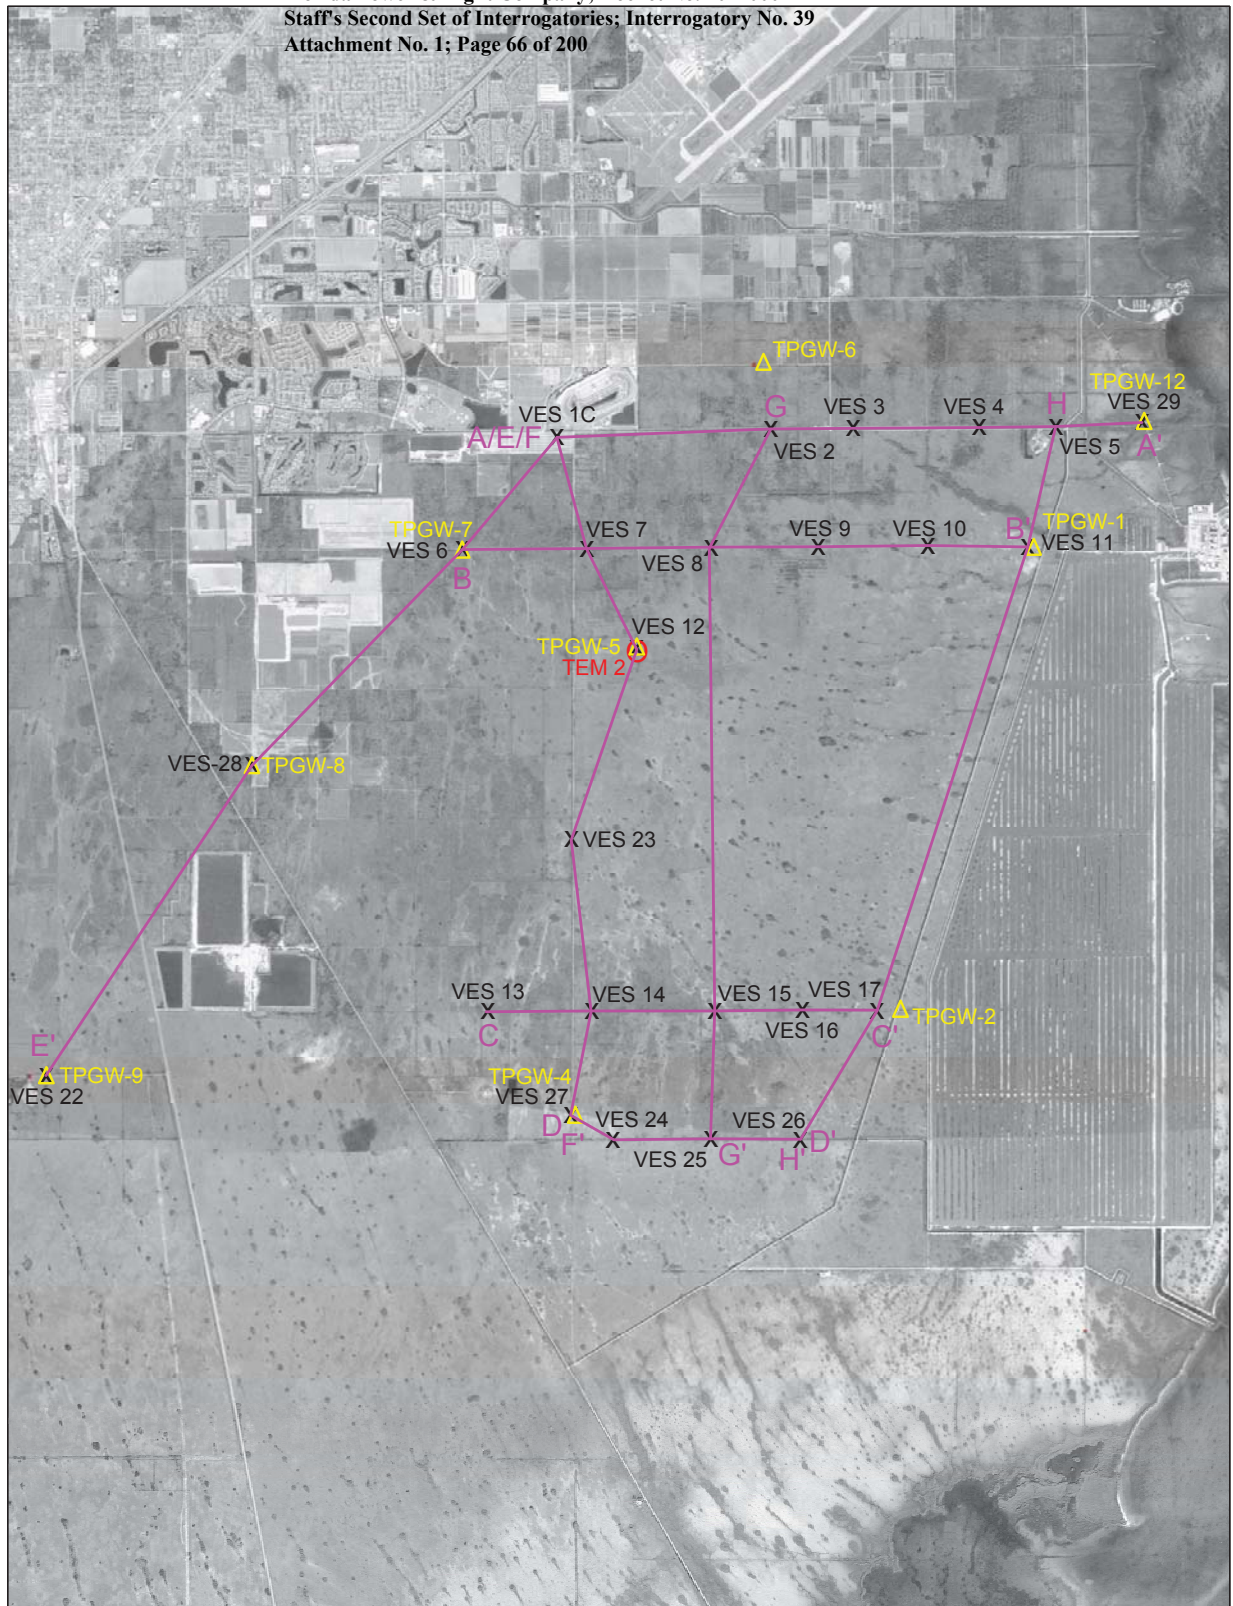 Staff's Second Set of Interrogatories; Interrogatory No. 39
Attachment No. 1; Page 66 of 200
TPGW-6
TPGW-12
VES 1C
G
VES 3
VES 4
H
VES 29
A/E/F
VES 2
VES 5
A'
TPGW-7
VES 6
B
VES 7
VES 8
VES 9
VES 10
B'
TPGW-1
VES 11
VES 12
TPGW-5
TEM 2
VES-28
TPGW-8
VES 23
VES 13
C
VES 14
VES 15
VES 16
VES 17
C'
TPGW-2
E'
TPGW-9
VES 22
TPGW-4
VES 27
D
F'
VES 24
VES 25
G'
VES 26
H'
D'